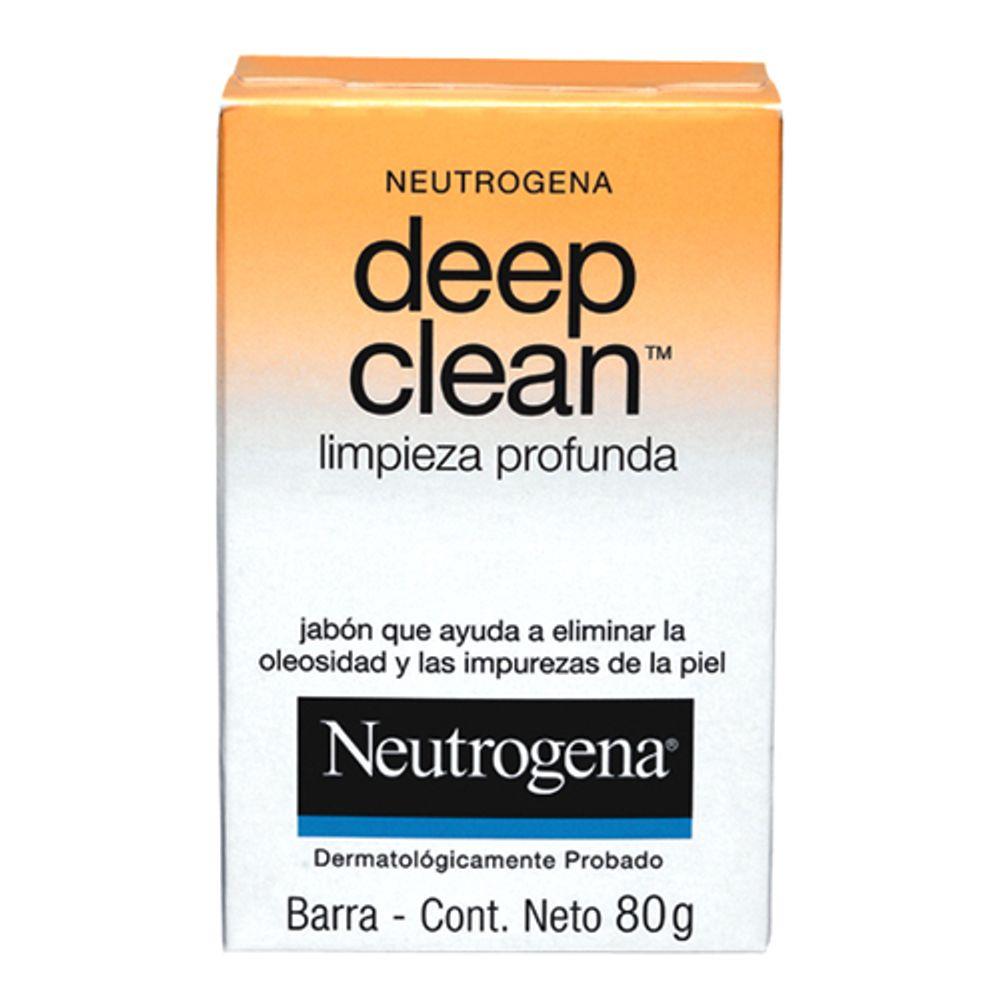 NEUTROGENA
deep
clean™
limpieza profunda
jabón que ayuda a eliminar la
oleosidad y las impurezas de la piel
Neutrogena®
Dermatológicamente Probado
Barra - Cont. Neto 80g